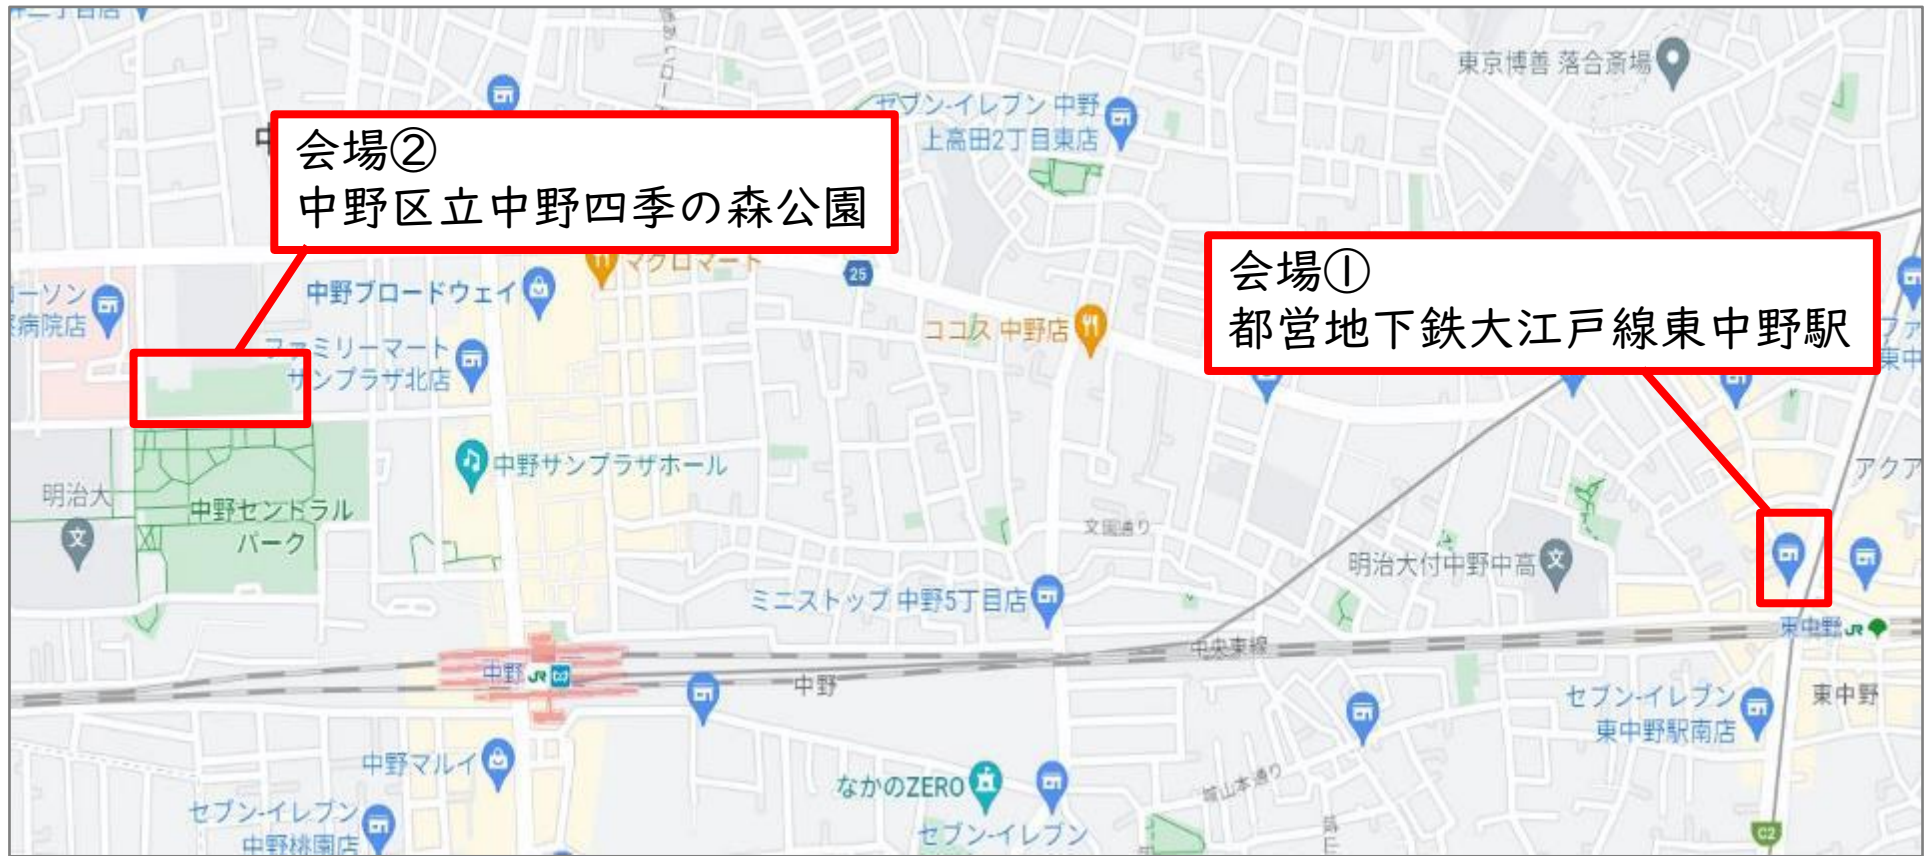 東京博善 落合斎場
セブン-イレブン 中野
上高田2丁目東店
会場②
中野区立中野四季の森公園
マグロマート
25
会場①
都営地下鉄大江戸線東中野駅
中野ブロードウェイ
ココス 中野店
ファミリーマート
サンプラザ北店
中野サンプラザホール
アクア
明治大
中野セントラル
パーク
文園通り
明治大付中野中高
ミニストップ 中野5丁目店
東中野 JR
中央東線
中野 JR
中野
セブン-イレブン
東中野駅南店
東中野
中野マルイ
なかのZERO
城山本通り
セブン-イレブン
中野桃園店
セブン-イレブン
C2